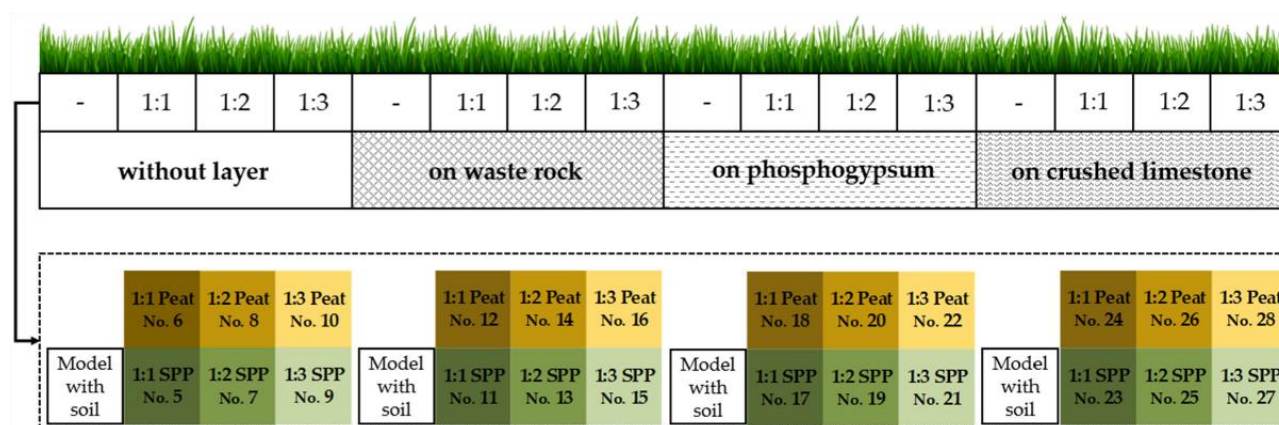 - 1:1 1:2 1:3 - 1:1 1:2 1:3 - 1:1 1:2 1:3 - 1:1 1:2 1:3
without layer on waste rock on phosphogypsum on crushed limestone
1:1 Peat 1:2 Peat 1:3 Peat 1:1 Peat 1:2 Peat 1:3 Peat 1:1 Peat 1:2 Peat 1:3 Peat 1:1 Peat 1:2 Peat 1:3 Peat
No. 6 No. 8 No. 10 No. 12 No. 14 No. 16 No. 18 No. 20 No. 22 No. 24 No. 26 No. 28
Model 1:1 SPP 1:2 SPP 1:3 SPP Model 1:1 SPP 1:2 SPP 1:3 SPP Model 1:1 SPP 1:2 SPP 1:3 SPP Model 1:1 SPP 1:2 SPP 1:3 SPP
with No. 5 No. 7 No. 9 with No. 11 No. 13 No. 15 with No. 17 No. 19 No. 21 with No. 23 No. 25 No. 27
soil soil soil soil